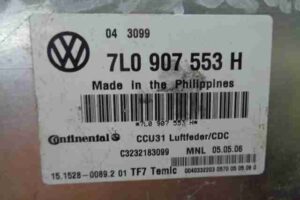 04 3099
7L0 907 553 H
Made In the Philippines
*7L0 907 553 H*
Continental CCU31 Luftfeder/CDC
C3232183099 MNL 05.05.06
15.1528-0089.2 01 TF7 Temic